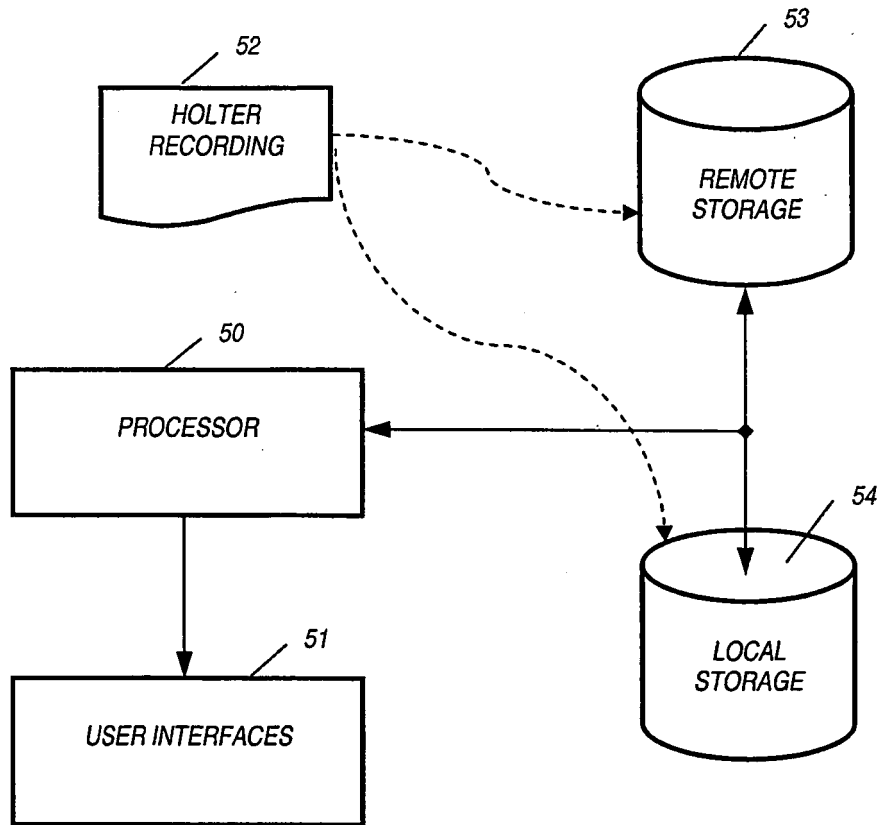 52
HOLTER
RECORDING
53
REMOTE
STORAGE
50
PROCESSOR
54
LOCAL
STORAGE
51
USER INTERFACES